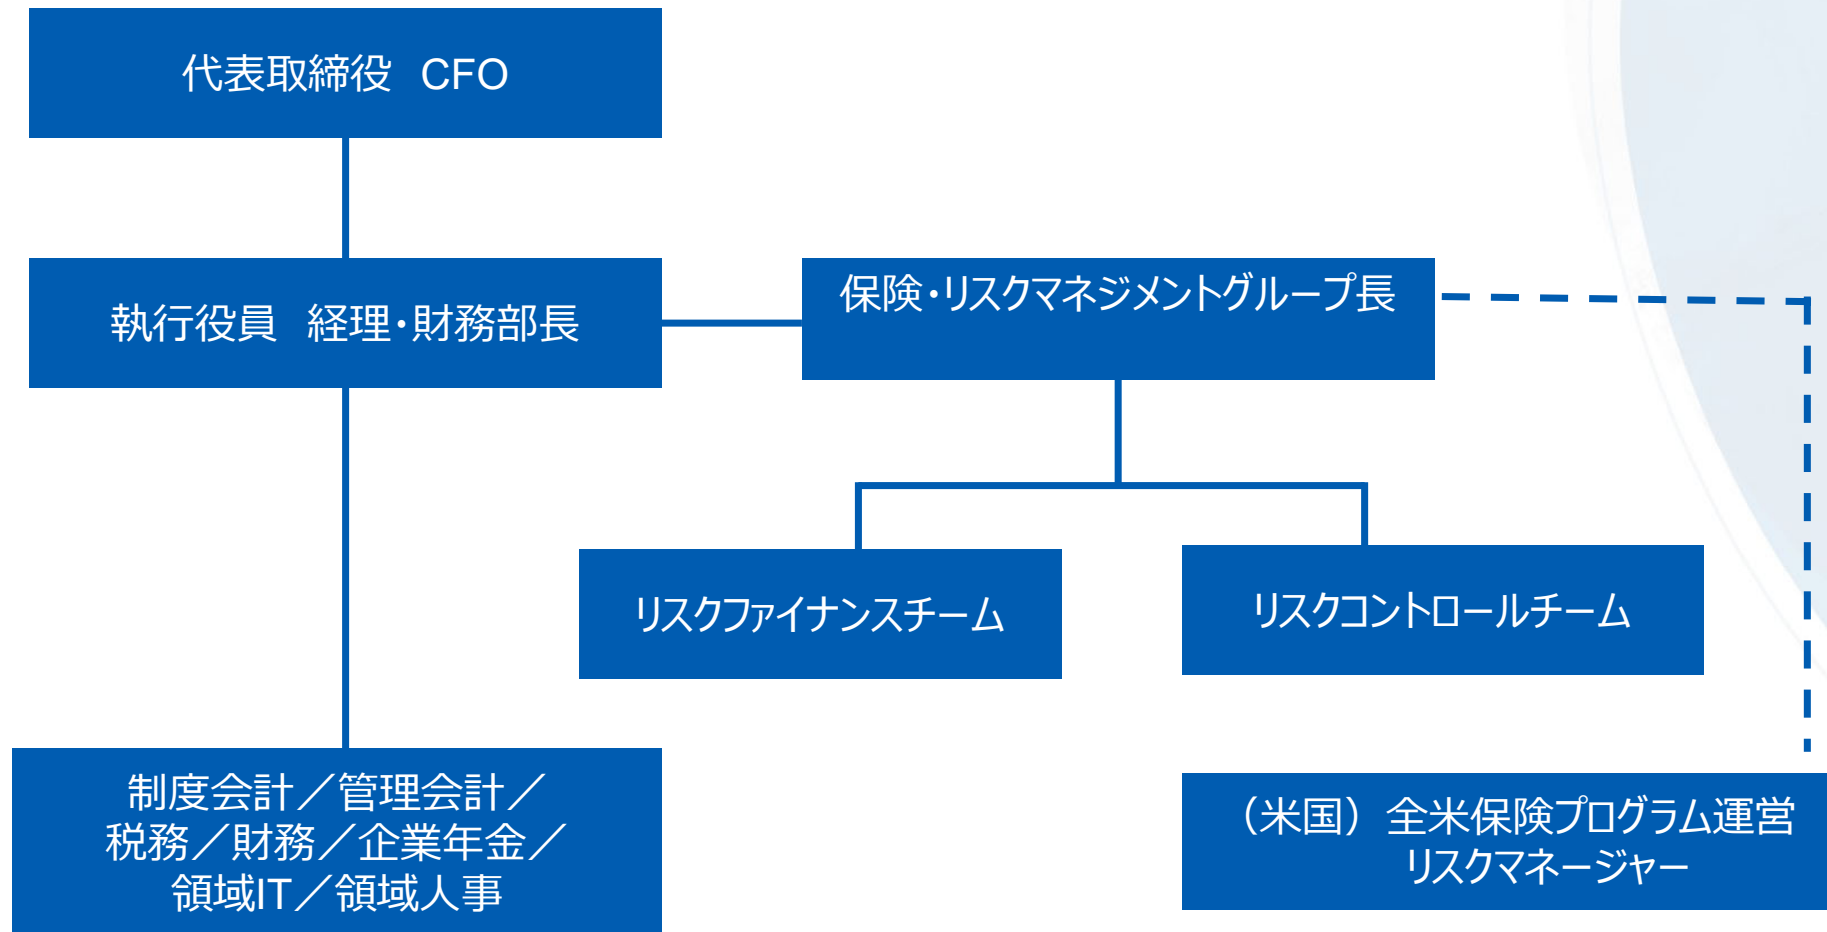 代表取締役　CFO
執行役員　経理・財務部長
保険・リスクマネジメントグループ長
リスクファイナンスチーム
リスクコントロールチーム
制度会計／管理会計／
税務／財務／企業年金／
領域IT／領域人事
（米国）全米保険プログラム運営
リスクマネージャー